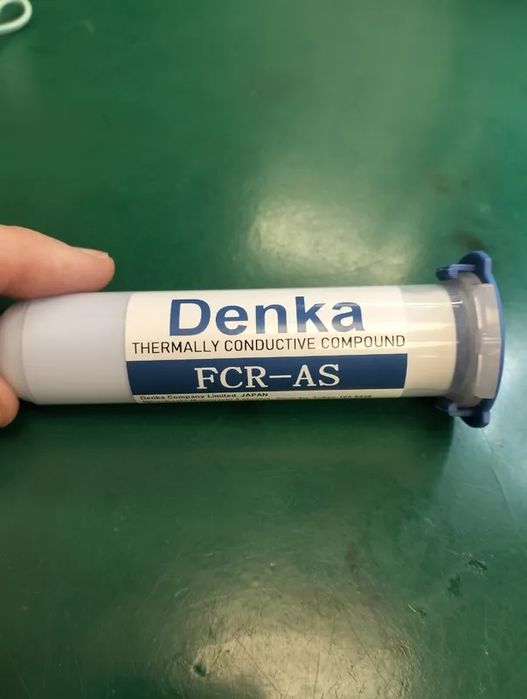 Denka
THERMALLY CONDUCTIVE COMPOUND
FCR-AS
Denka Company Limited, JAPAN